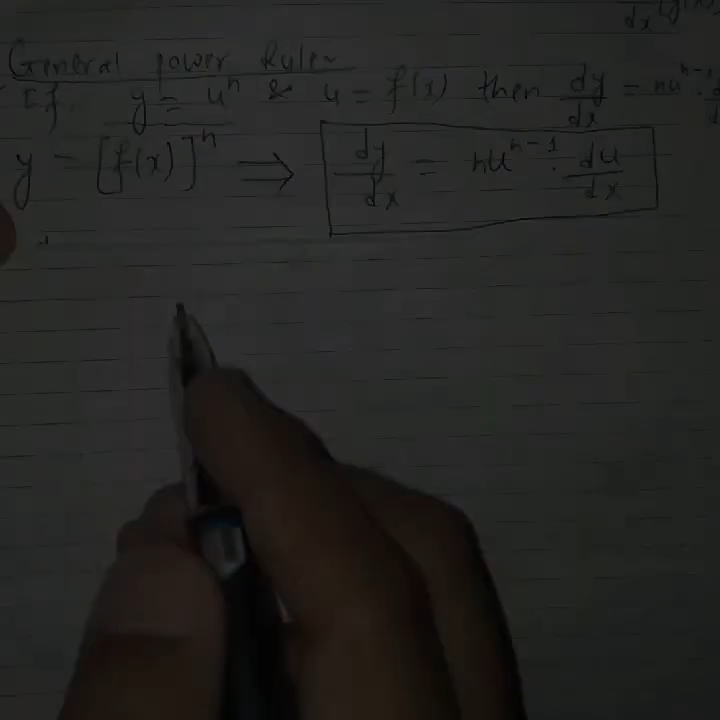 General power Rule
If y = uⁿ & u = f(x) then dy/dx = nuⁿ⁻¹.
y = [f(x)]ⁿ ⟹ dy/dx = nuⁿ⁻¹ · du/dx